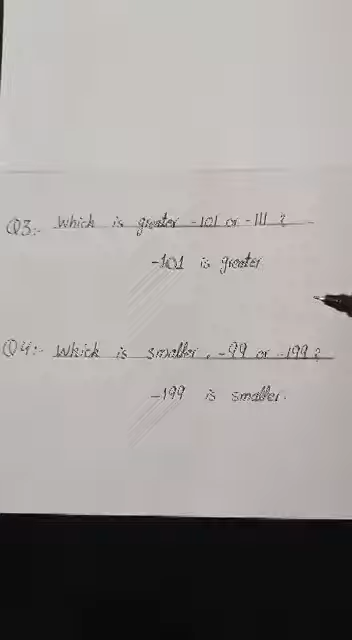 Q3:- Which is greater -101 or -111 ?
-101 is greater
Q4:- Which is smaller, -99 or -199 ?
-199 is smaller.